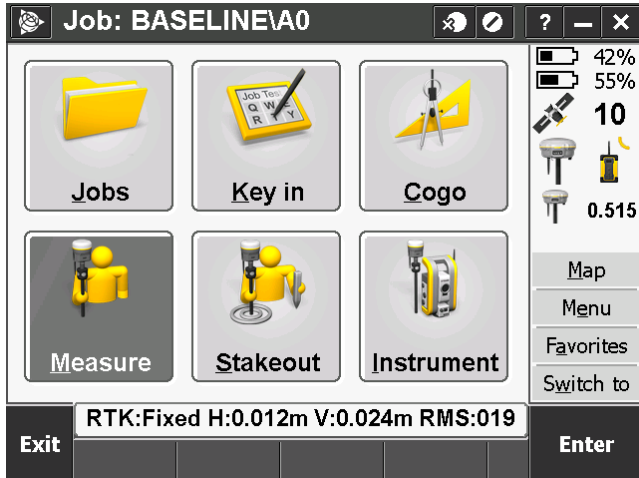 Job: BASELINE\A0
? – ×
42%
55%
10
0.515
Jobs
Key in
Cogo
Measure
Stakeout
Instrument
Map
Menu
Favorites
Switch to
RTK:Fixed H:0.012m V:0.024m RMS:019
Exit
Enter